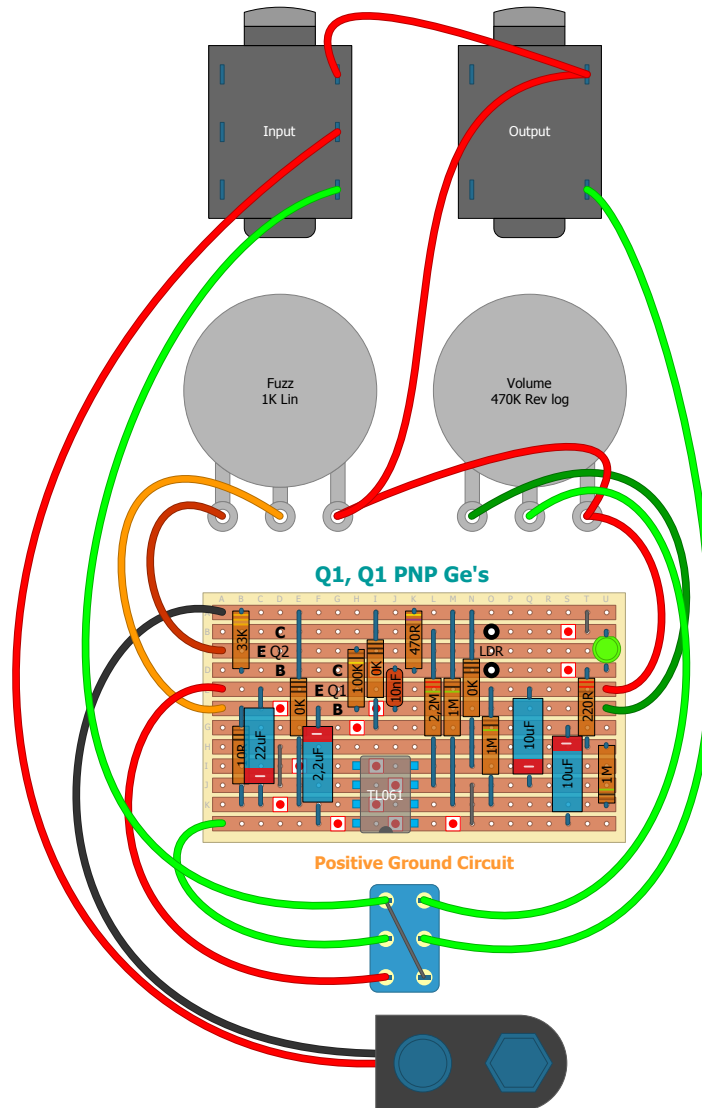 Input
Output
Fuzz
1K Lin
Volume
470K Rev log
Q1, Q1 PNP Ge's
A B C D E F G H I J K L M N O P Q R S T U
B
D
F
G
H
I
J
K
L
33K
C
E Q2
B
C
E Q1
B
0K
100K
0K
10nF
470R
2,2M
1M
0K
LDR
1M
10uF
10uF
220R
1M
10R
22uF
2,2uF
TL061
Positive Ground Circuit